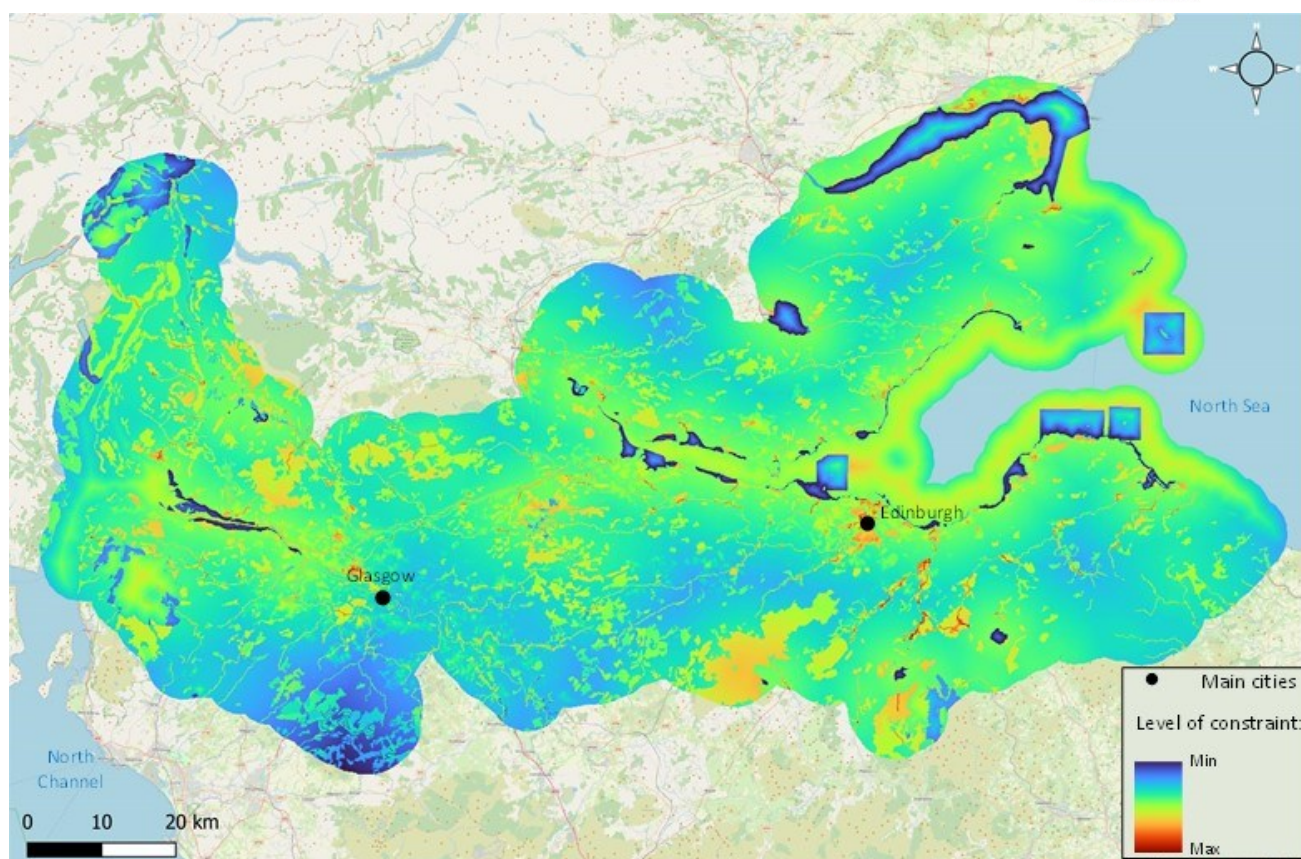 N
W
E
S
North Sea
Edinburgh
Glasgow
North
Channel
Main cities
Level of constraint:
Min
Max
0 10 20 km